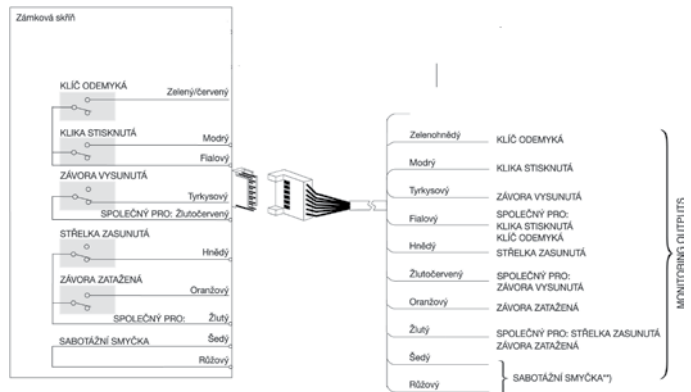 Zámková skříň
KLÍČ ODEMYKÁ
Zelený/červený
KLIKA STISKNUTÁ
Modrý
Fialový
ZÁVORA VYSUNUTÁ
Tyrkysový
SPOLEČNÝ PRO: Žlutočervený
STŘELKA ZASUNUTÁ
Hnědý
ZÁVORA ZATAŽENÁ
Oranžový
SPOLEČNÝ PRO: Žlutý
SABOTÁŽNÍ SMYČKA Šedý
Růžový
Zelenohnědý KLÍČ ODEMYKÁ
Modrý KLIKA STISKNUTÁ
Tyrkysový ZÁVORA VYSUNUTÁ
Fialový SPOLEČNÝ PRO:
KLIKA STISKNUTÁ
KLÍČ ODEMYKÁ
Hnědý STŘELKA ZASUNUTÁ
Žlutočervený SPOLEČNÝ PRO:
ZÁVORA VYSUNUTÁ
Oranžový ZÁVORA ZATAŽENÁ
Žlutý SPOLEČNÝ PRO: STŘELKA ZASUNUTÁ
ZÁVORA ZATAŽENÁ
Šedý
SABOTÁŽNÍ SMYČKA**)
Růžový
MONITORING OUTPUTS